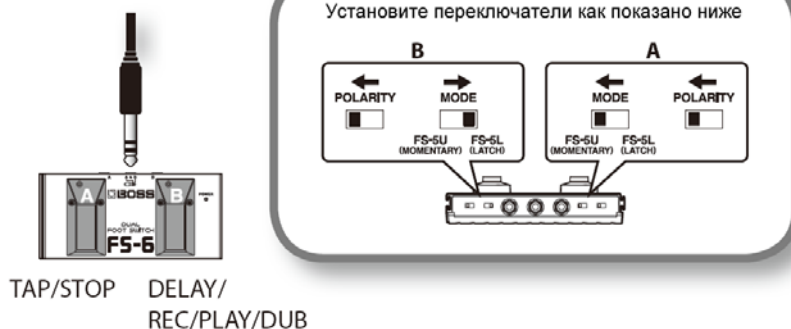 Установите переключатели как показано ниже
B
A
POLARITY MODE
MODE POLARITY
FS-5U FS-5L
(MOMENTARY) (LATCH)
FS-5U FS-5L
(MOMENTARY) (LATCH)
A
BOSS
B
POWER
DUAL
FOOT SWITCH
FS-6
TAP/STOP
DELAY/
REC/PLAY/DUB